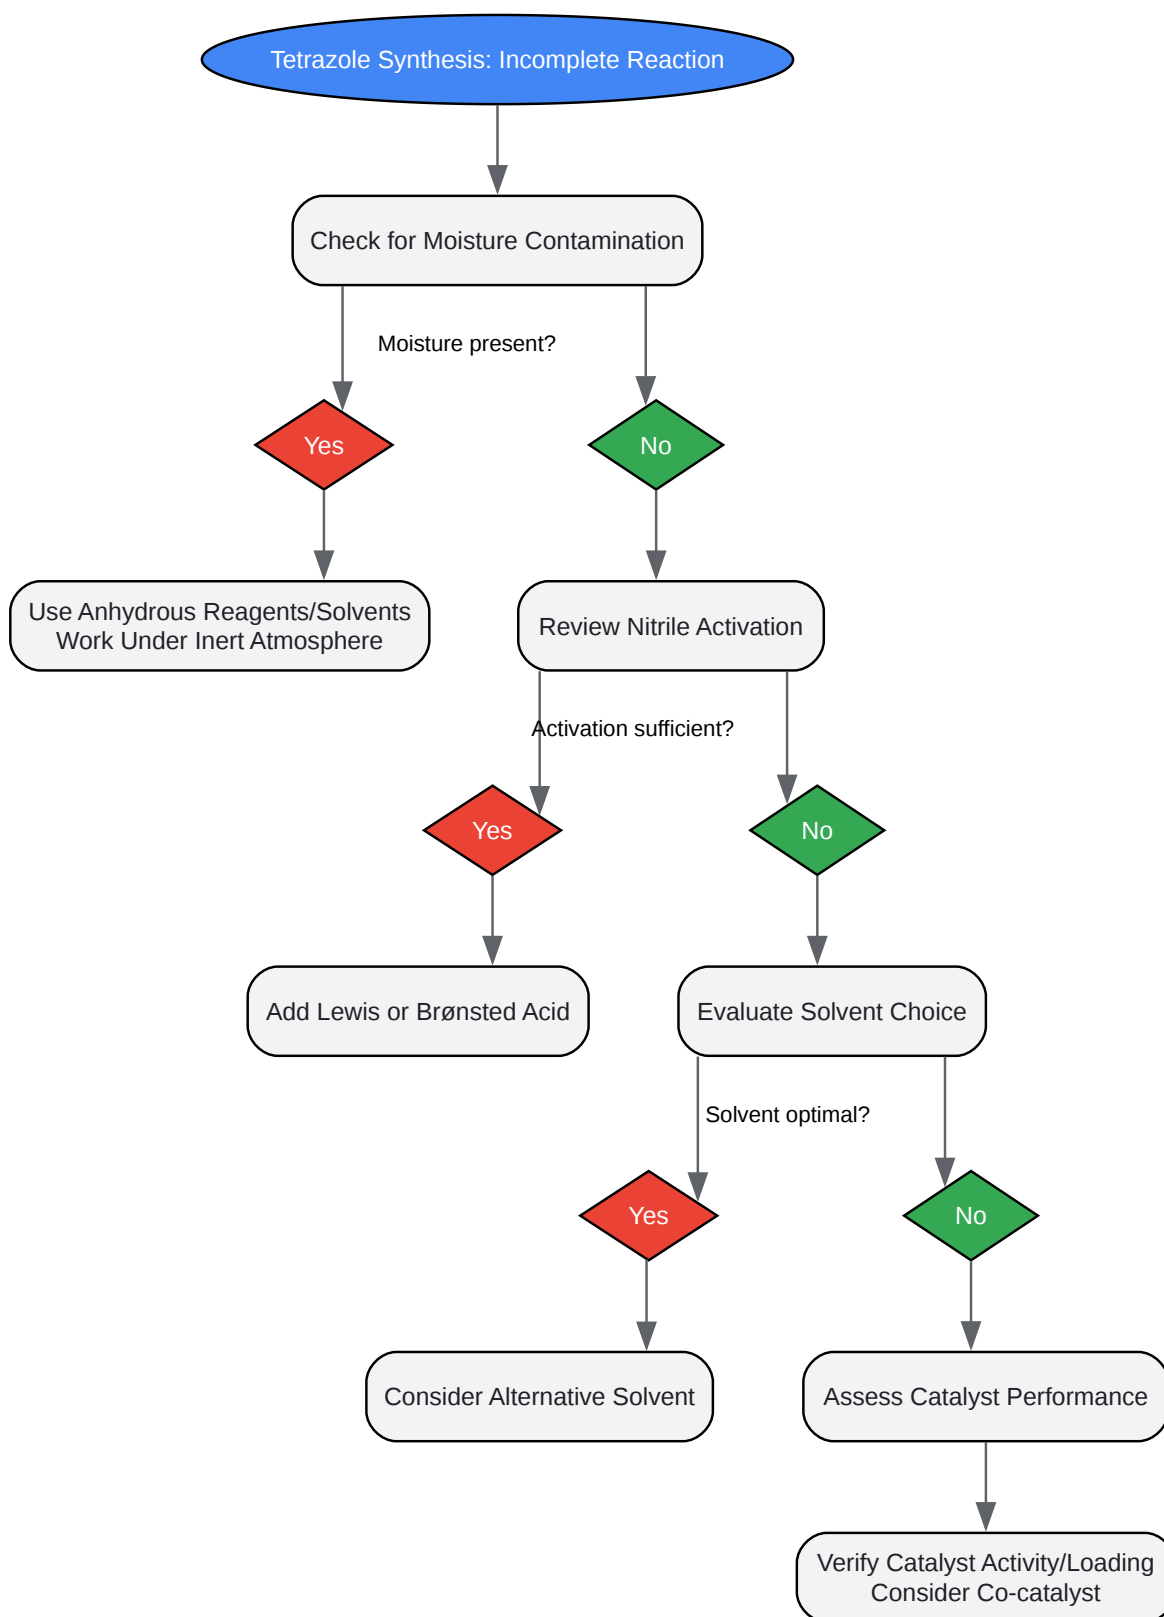 Tetrazole Synthesis: Incomplete Reaction
Check for Moisture Contamination
Moisture present?
Yes
No
Use Anhydrous Reagents/Solvents
Work Under Inert Atmosphere
Review Nitrile Activation
Activation sufficient?
Yes
No
Add Lewis or Brønsted Acid
Evaluate Solvent Choice
Solvent optimal?
Yes
No
Consider Alternative Solvent
Assess Catalyst Performance
Verify Catalyst Activity/Loading
Consider Co-catalyst